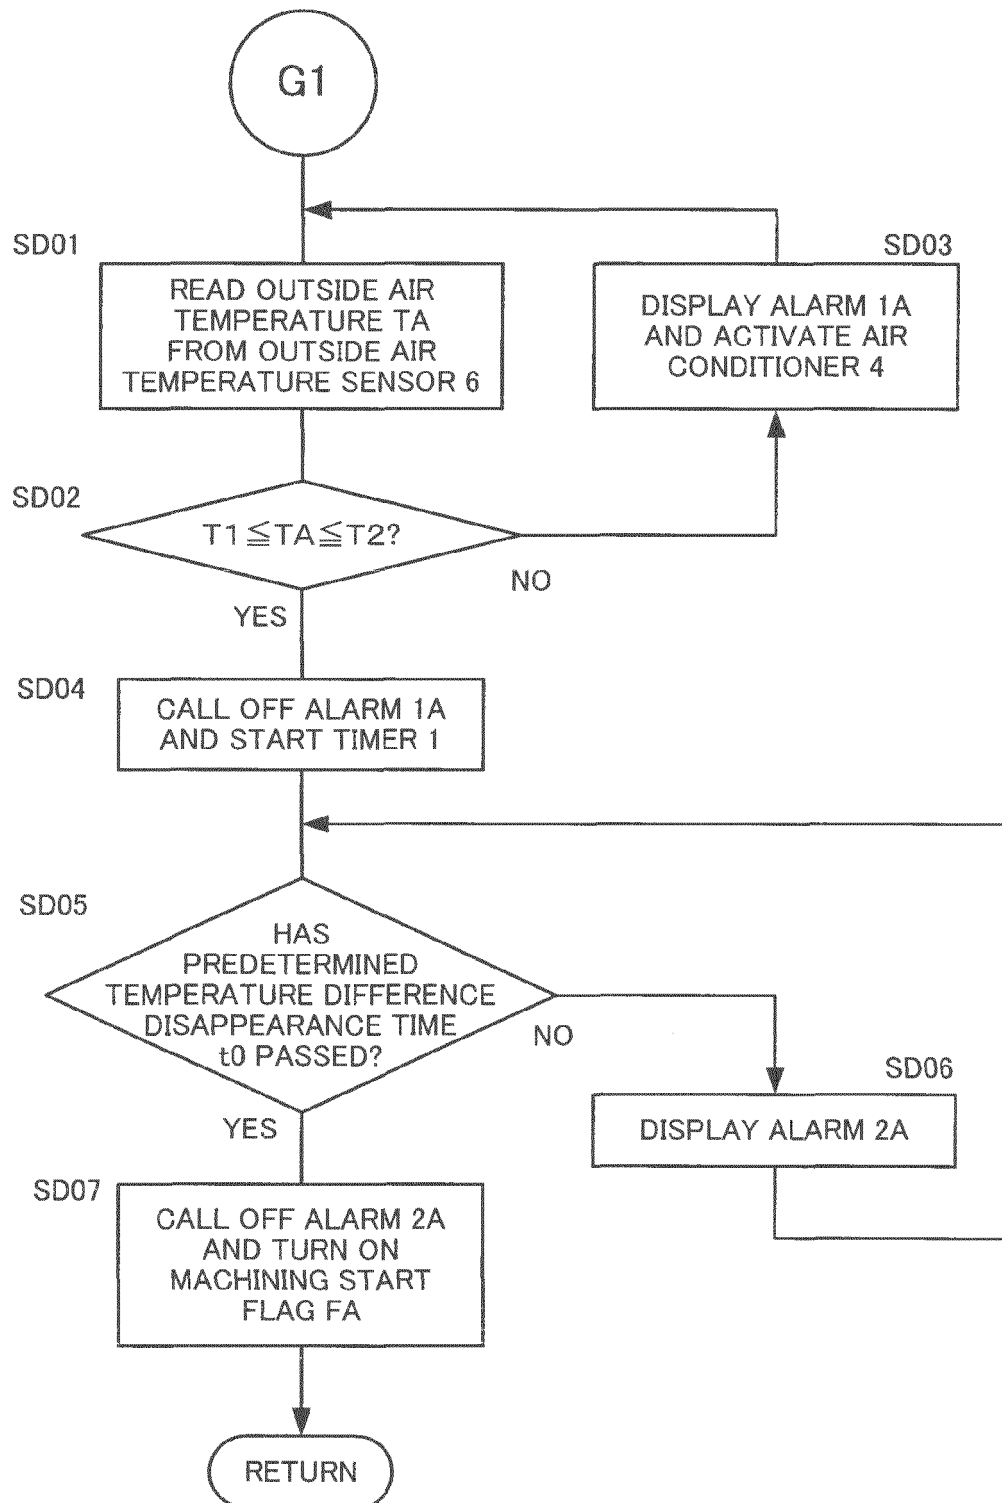 G1
SD01
READ OUTSIDE AIR
TEMPERATURE TA
FROM OUTSIDE AIR
TEMPERATURE SENSOR 6
SD03
DISPLAY ALARM 1A
AND ACTIVATE AIR
CONDITIONER 4
SD02
T1≦TA≦T2?
NO
YES
SD04
CALL OFF ALARM 1A
AND START TIMER 1
SD05
HAS
PREDETERMINED
TEMPERATURE DIFFERENCE
DISAPPEARANCE TIME
t0 PASSED?
NO
YES
SD06
DISPLAY ALARM 2A
SD07
CALL OFF ALARM 2A
AND TURN ON
MACHINING START
FLAG FA
RETURN